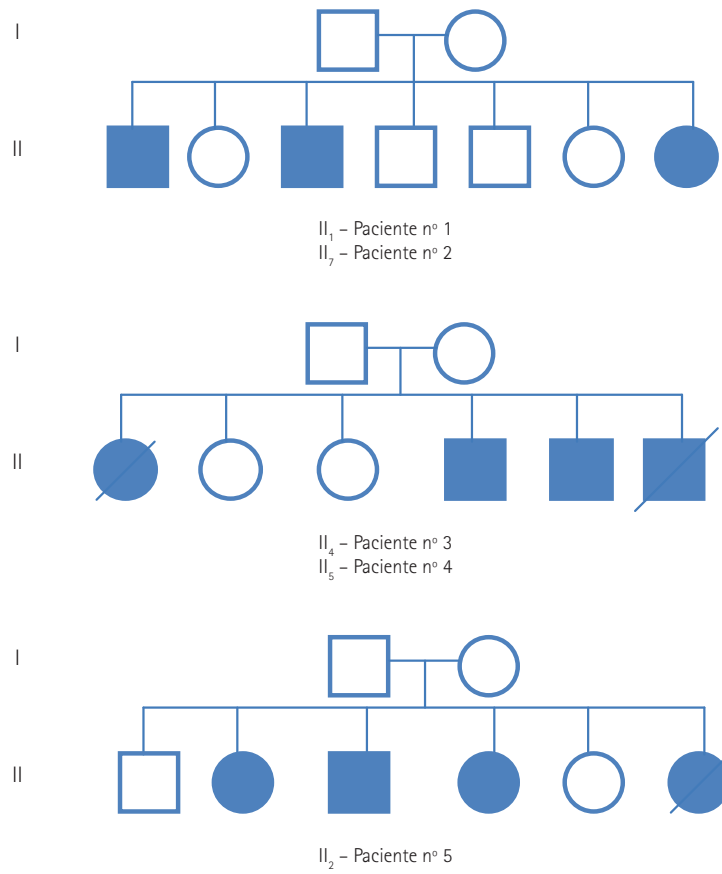 I
II
II₁ – Paciente nº 1
II₇ – Paciente nº 2
I
II
II₄ – Paciente nº 3
II₅ – Paciente nº 4
I
II
II₂ – Paciente nº 5